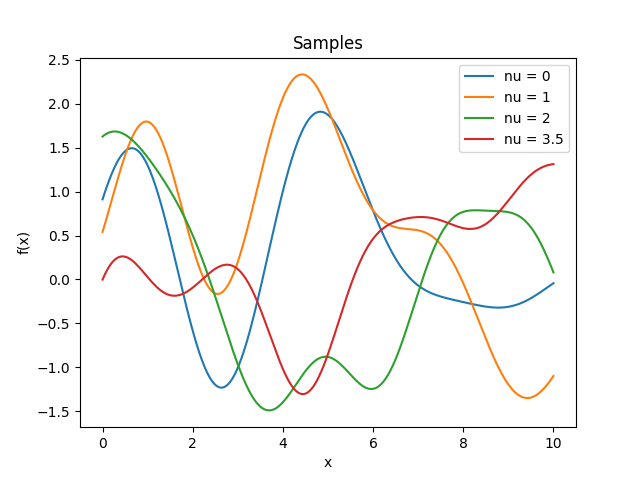 Samples
2.5
2.0
1.5
1.0
0.5
0.0
−0.5
−1.0
−1.5
f(x)
nu = 0
nu = 1
nu = 2
nu = 3.5
0 2 4 6 8 10
x